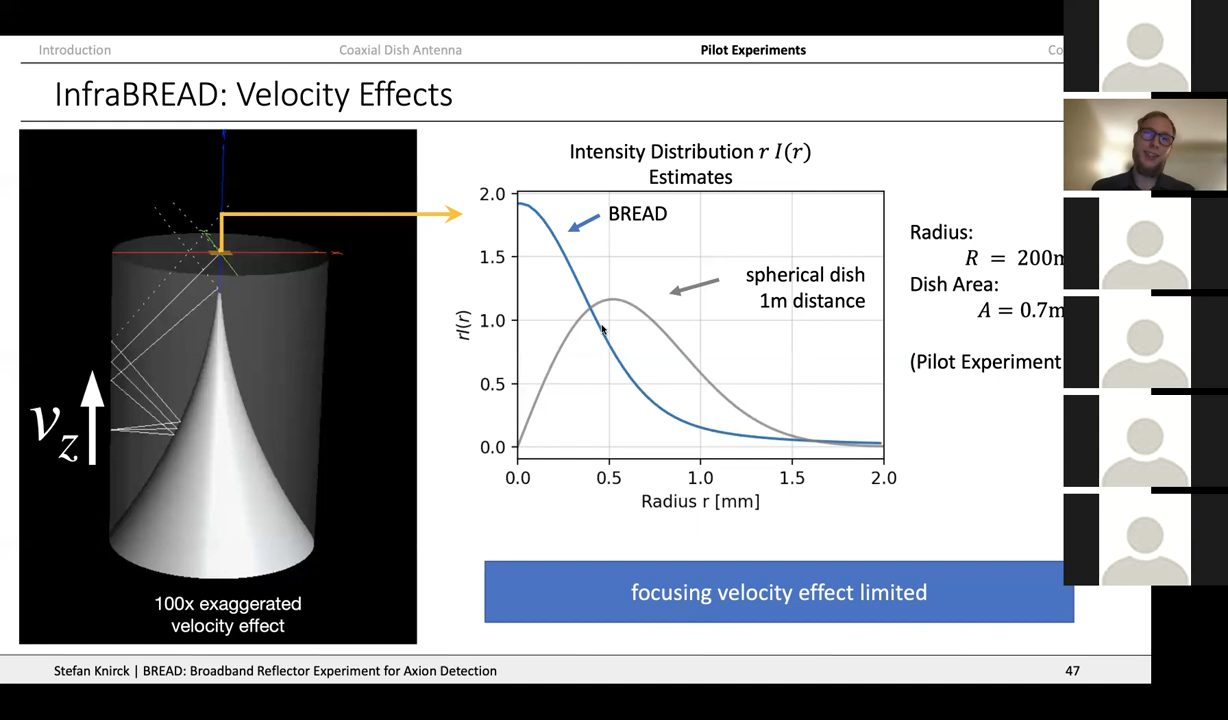 Introduction
Coaxial Dish Antenna
Pilot Experiments
InfraBREAD: Velocity Effects
v_z
100x exaggerated
velocity effect
Intensity Distribution r I(r)
Estimates
BREAD
spherical dish
1m distance
rI(r)
2.0
1.5
1.0
0.5
0.0
0.0 0.5 1.0 1.5 2.0
Radius r [mm]
Radius:
R = 200
Dish Area:
A = 0.7
(Pilot Experiment
focusing velocity effect limited
Stefan Knirck | BREAD: Broadband Reflector Experiment for Axion Detection
47